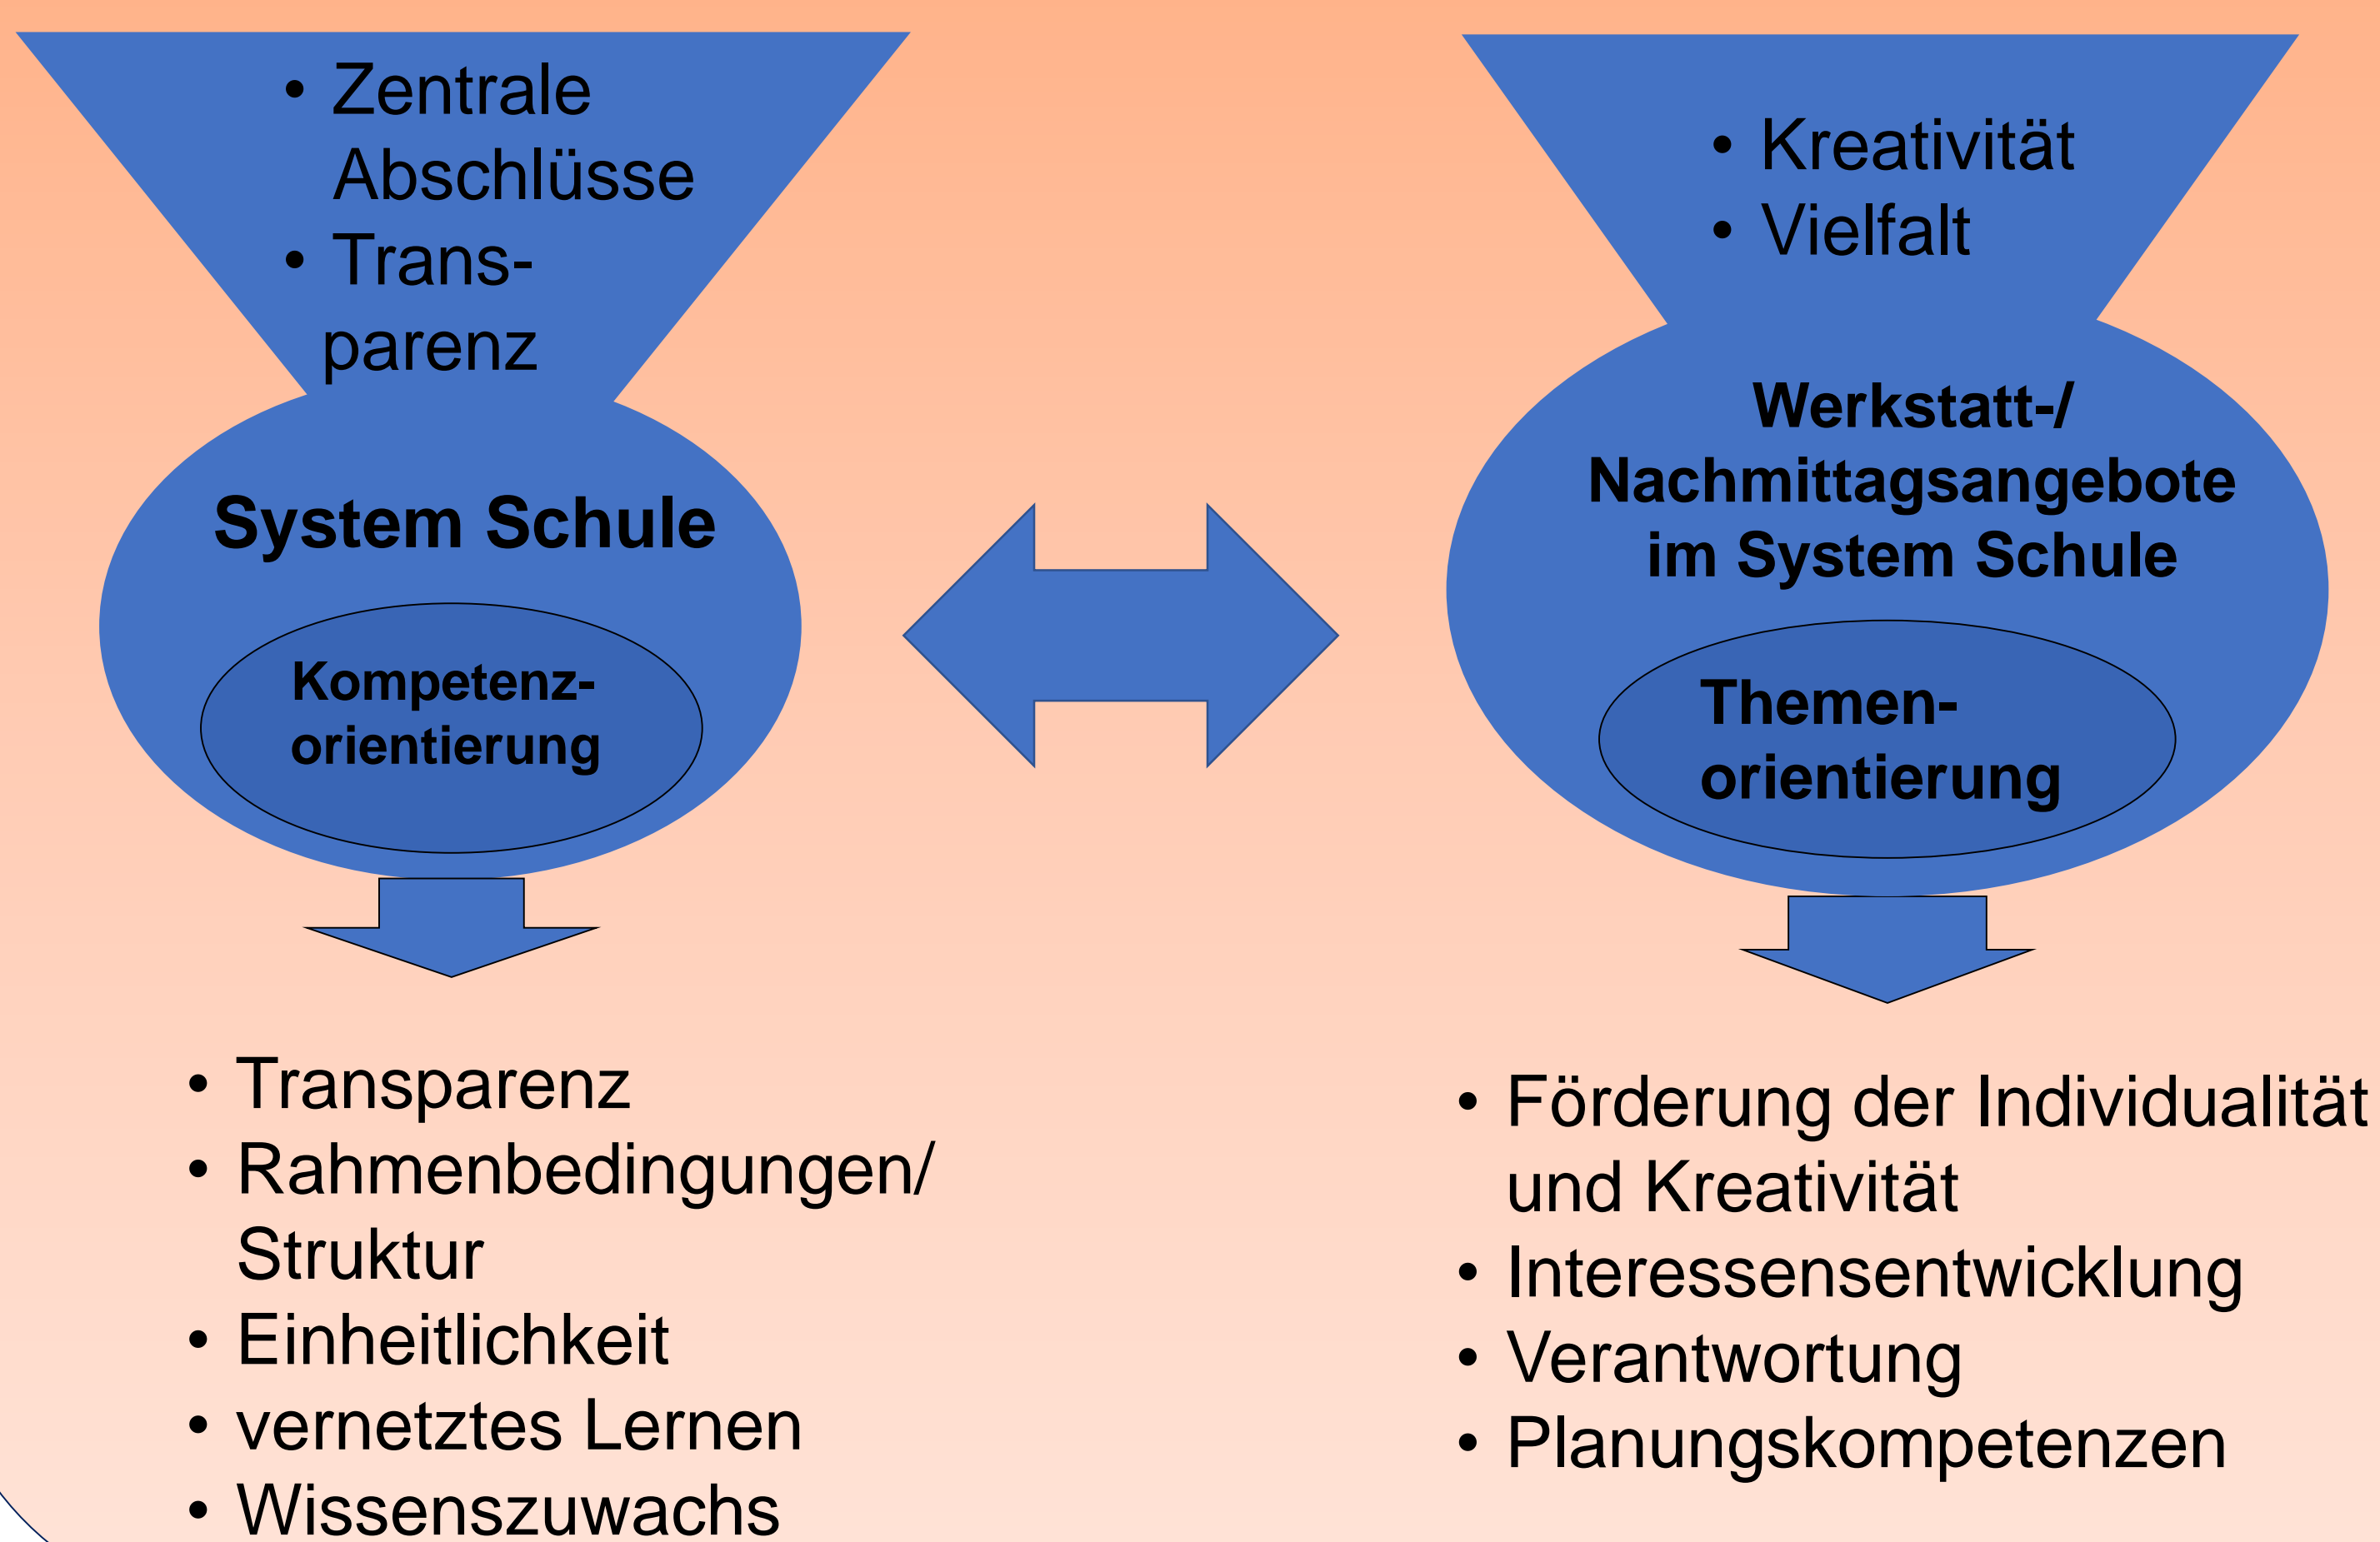 • Zentrale
Abschlüsse
• Trans-
parenz
System Schule
Kompetenz-
orientierung
• Transparenz
• Rahmenbedingungen/
Struktur
• Einheitlichkeit
• vernetztes Lernen
• Wissenszuwachs
• Kreativität
• Vielfalt
Werkstatt-/
Nachmittagsangebote
im System Schule
Themen-
orientierung
• Förderung der Individualität
und Kreativität
• Interessensentwicklung
• Verantwortung
• Planungskompetenzen